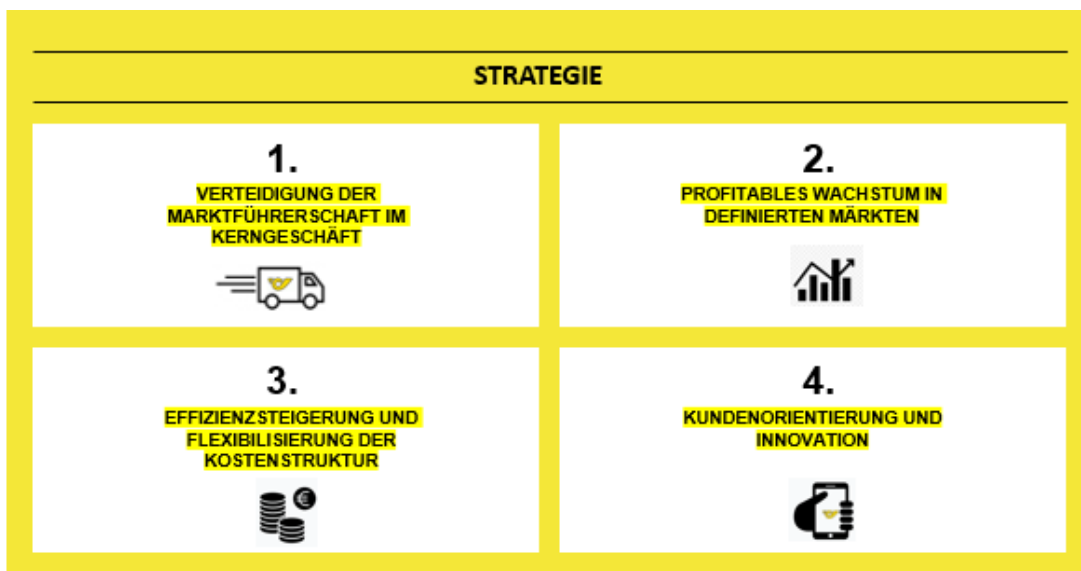 STRATEGIE
1.
VERTEIDIGUNG DER
MARKTFÜHRERSCHAFT IM
KERNGESCHÄFT
2.
PROFITABLES WACHSTUM IN
DEFINIERTEN MÄRKTEN
3.
EFFIZIENZSTEIGERUNG UND
FLEXIBILISIERUNG DER
KOSTENSTRUKTUR
€
4.
KUNDENORIENTIERUNG UND
INNOVATION